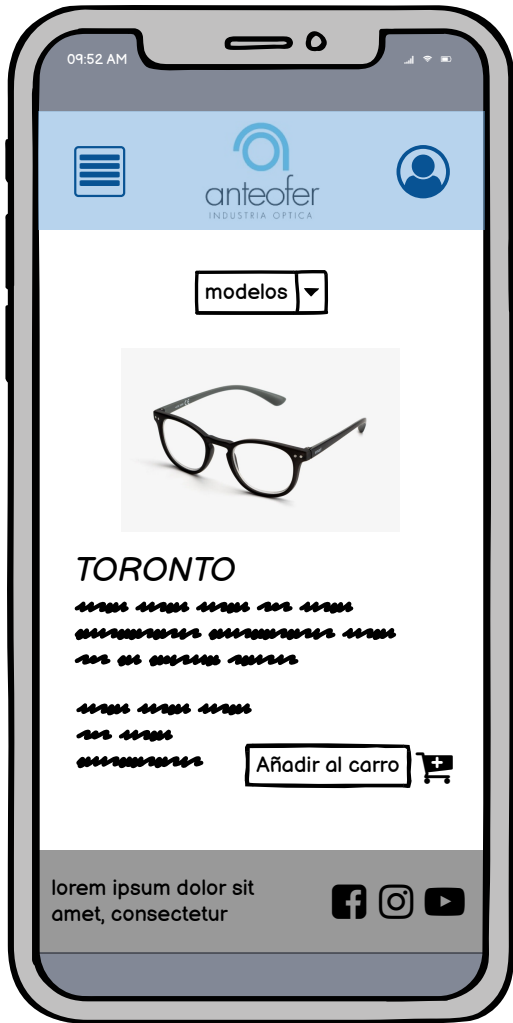 09:52 AM
anteofer
INDUSTRIA OPTICA
modelos
TORONTO
Añadir al carro
lorem ipsum dolor sit
amet, consectetur